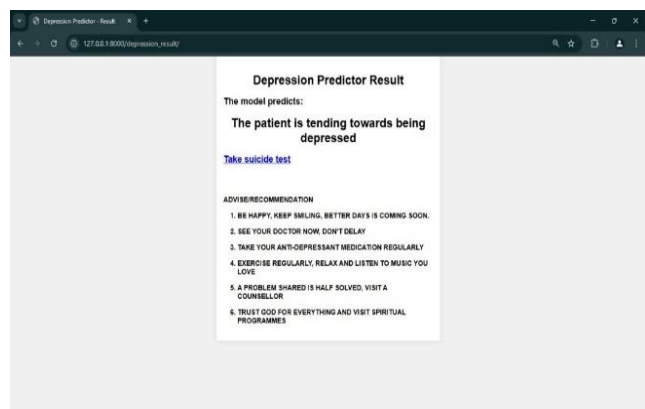 Depression Predictor - Result
127.0.0.1:8000/depression_result/
Depression Predictor Result
The model predicts:
The patient is tending towards being
depressed
Take suicide test
ADVISE/RECOMMENDATION
1. BE HAPPY, KEEP SMILING, BETTER DAYS IS COMING SOON.
2. SEE YOUR DOCTOR NOW, DON'T DELAY
3. TAKE YOUR ANTI-DEPRESSANT MEDICATION REGULARLY
4. EXERCISE REGULARLY, RELAX AND LISTEN TO MUSIC YOU
LOVE
5. A PROBLEM SHARED IS HALF SOLVED, VISIT A
COUNSELLOR
6. TRUST GOD FOR EVERYTHING AND VISIT SPIRITUAL
PROGRAMMES